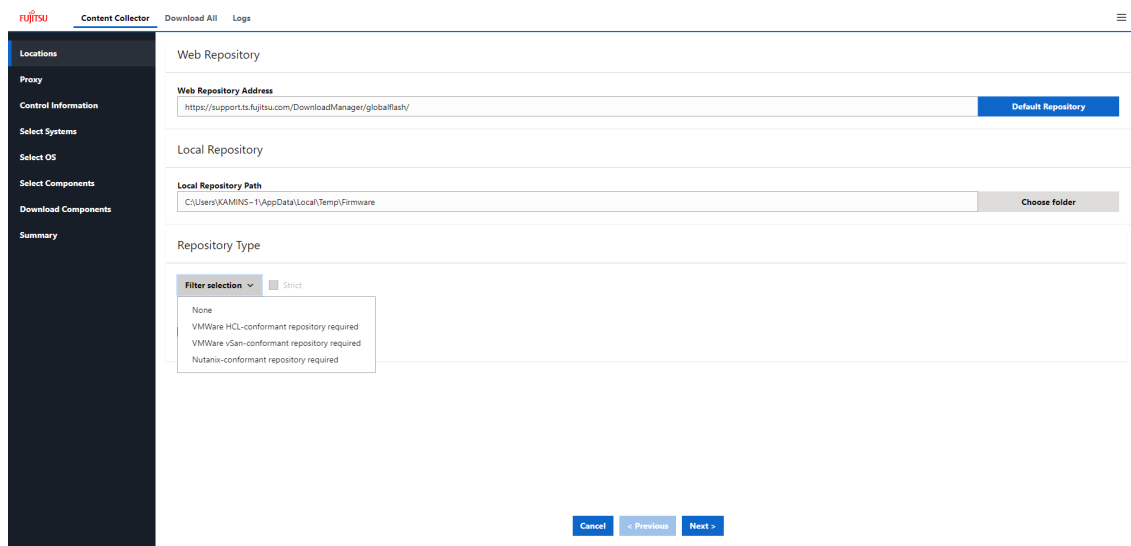 FUJITSU
Content Collector
Download All
Logs
Locations
Proxy
Control Information
Select Systems
Select OS
Select Components
Download Components
Summary
Web Repository
Web Repository Address
https://support.ts.fujitsu.com/DownloadManager/globalflash/
Default Repository
Local Repository
Local Repository Path
C:\Users\KAMINS~1\AppData\Local\Temp\Firmware
Choose folder
Repository Type
Filter selection
Strict
None
VMWare HCL-conformant repository required
VMWare vSan-conformant repository required
Nutanix-conformant repository required
Cancel
< Previous
Next >